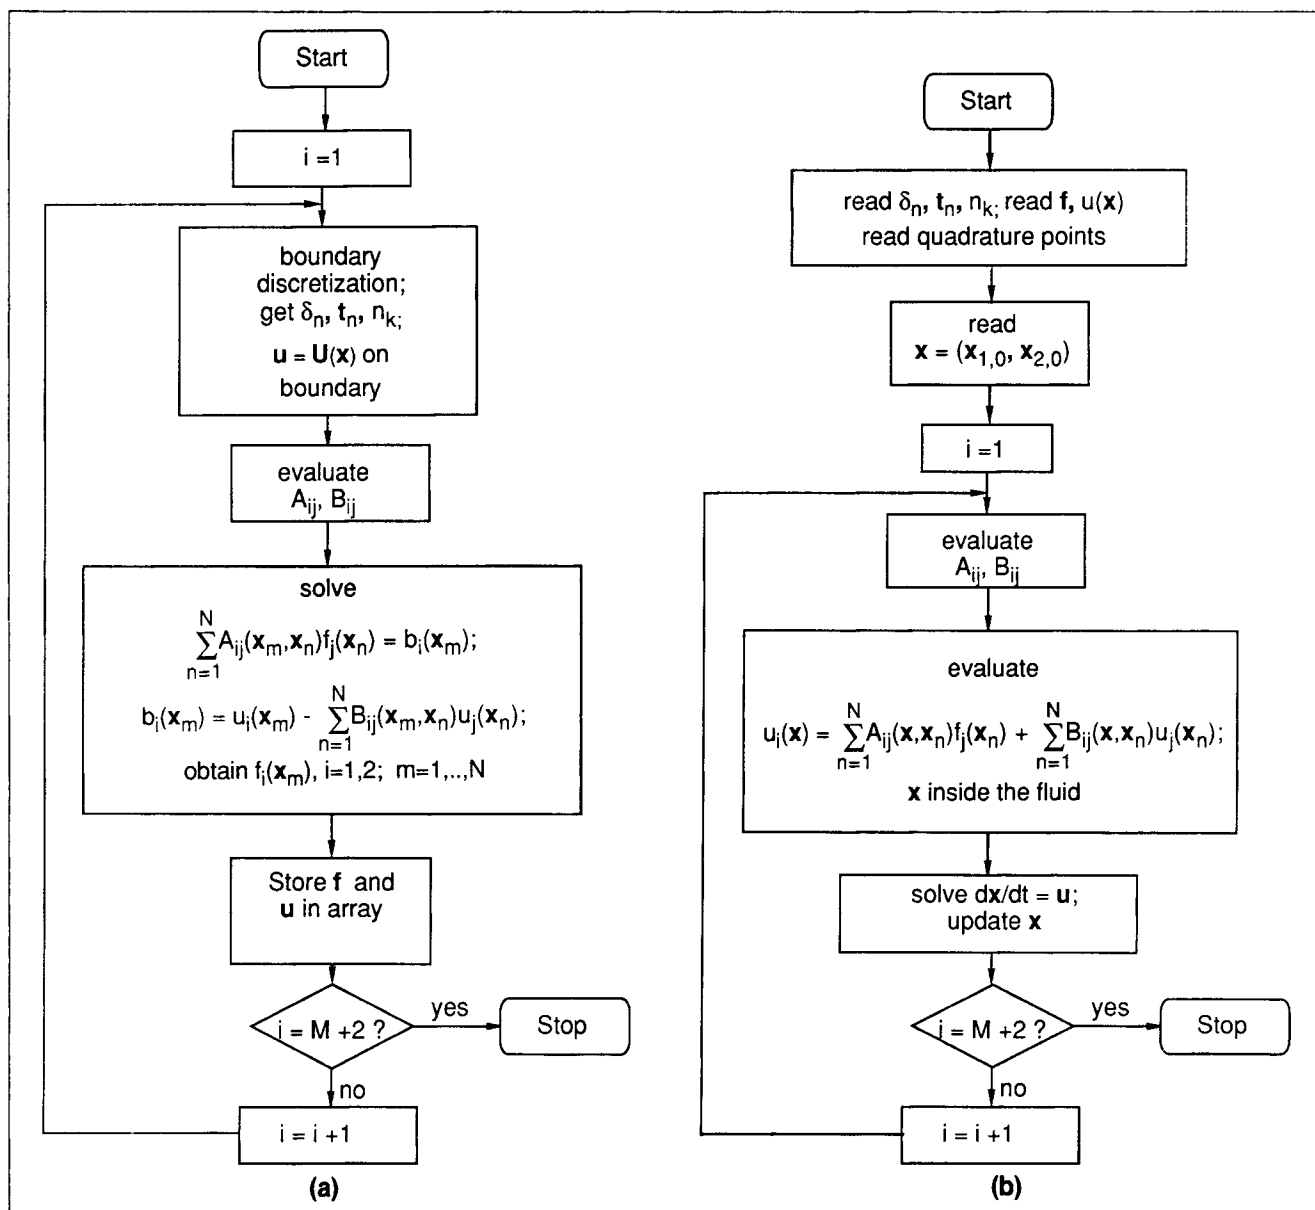 Start
i =1
boundary
discretization;
get δₙ, tₙ, nₖ;
u = U(x) on
boundary
evaluate
Aᵢⱼ, Bᵢⱼ
solve
N
∑Aᵢⱼ(xₘ,xₙ)fⱼ(xₙ) = bᵢ(xₘ);
n=1
N
bᵢ(xₘ) = uᵢ(xₘ) - ∑Bᵢⱼ(xₘ,xₙ)uⱼ(xₙ);
n=1
obtain fᵢ(xₘ), i=1,2; m=1,..,N
Store f and
u in array
i = M +2 ?
yes
Stop
no
i = i +1
(a)
Start
read δₙ, tₙ, nₖ; read f, u(x)
read quadrature points
read
x = (x₁,₀, x₂,₀)
i =1
evaluate
Aᵢⱼ, Bᵢⱼ
evaluate
N N
uᵢ(x) = ∑Aᵢⱼ(x,xₙ)fⱼ(xₙ) + ∑Bᵢⱼ(x,xₙ)uⱼ(xₙ);
n=1 n=1
x inside the fluid
solve dx/dt = u;
update x
i = M +2 ?
yes
Stop
no
i = i +1
(b)